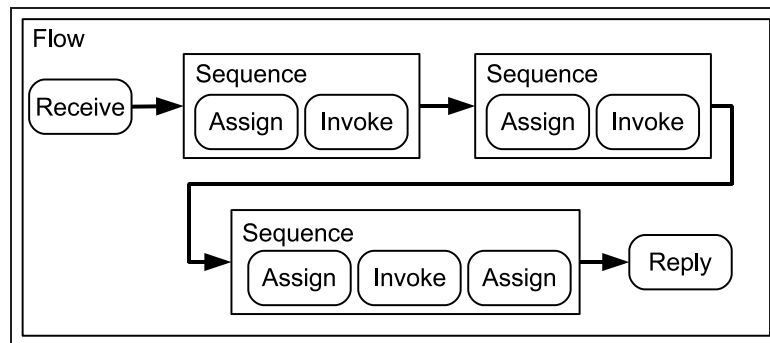 Flow
Sequence
Sequence
Receive
Assign
Invoke
Assign
Invoke
Sequence
Assign
Invoke
Assign
Reply